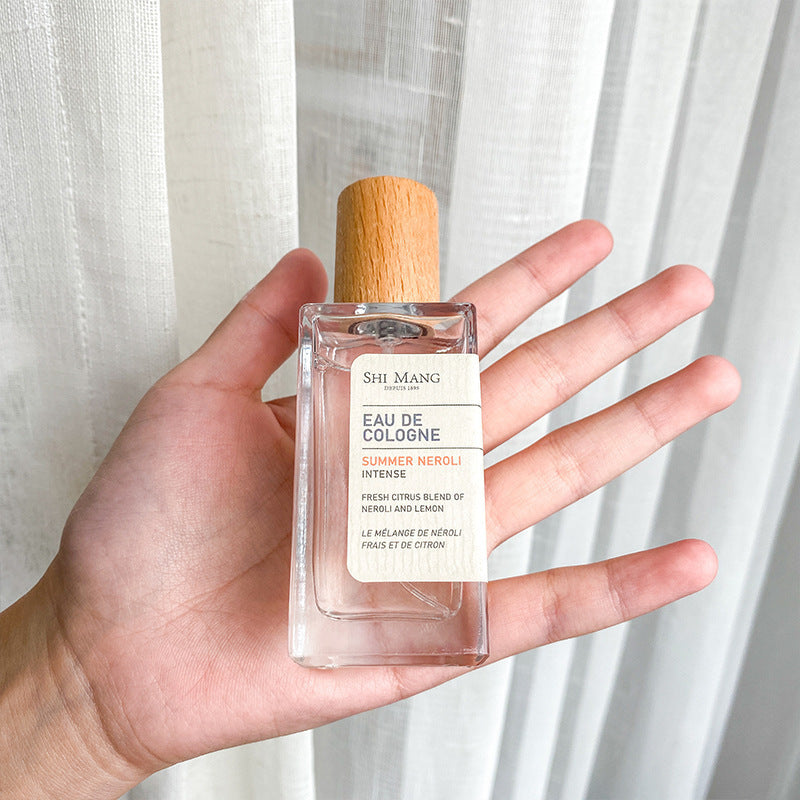 SHI MANG
DEPUIS 1899
EAU DE
COLOGNE
SUMMER NEROLI
INTENSE
FRESH CITRUS BLEND OF
NEROLI AND LEMON
LE MÊLANGE DE NÉROLI
FRAIS ET DE CITRON